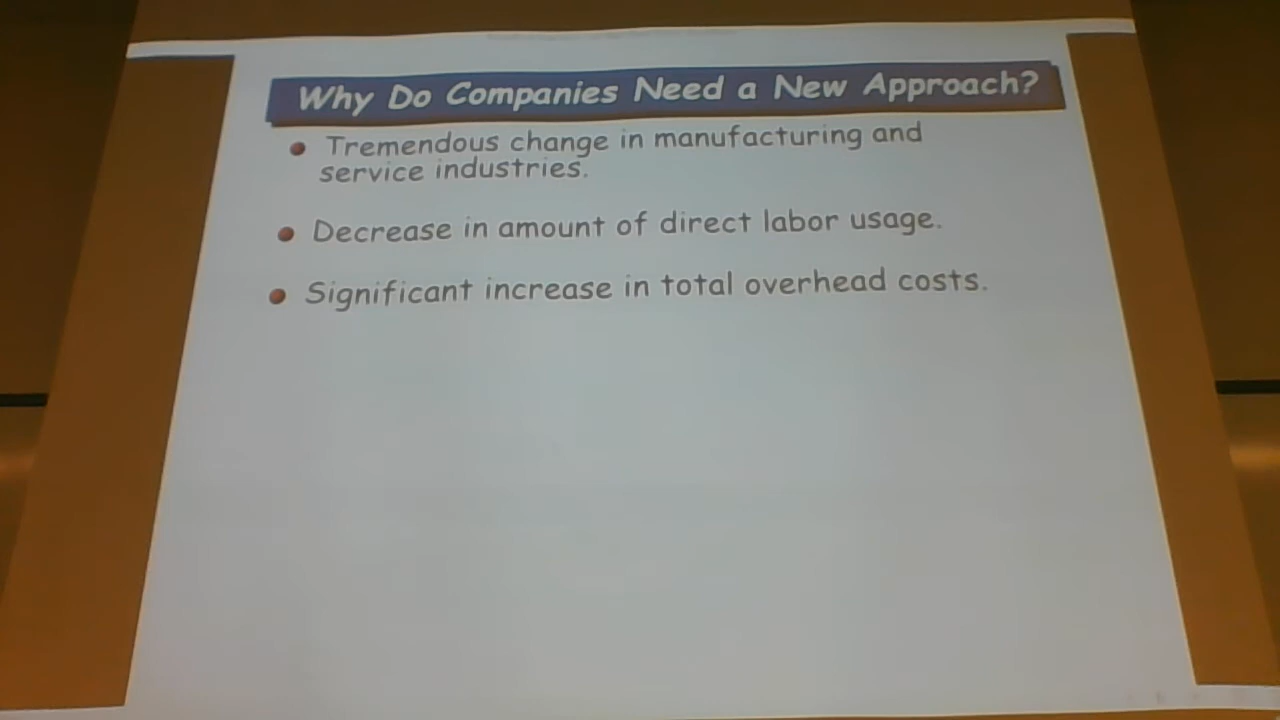 Why Do Companies Need a New Approach?
Tremendous change in manufacturing and
service industries.
Decrease in amount of direct labor usage.
Significant increase in total overhead costs.